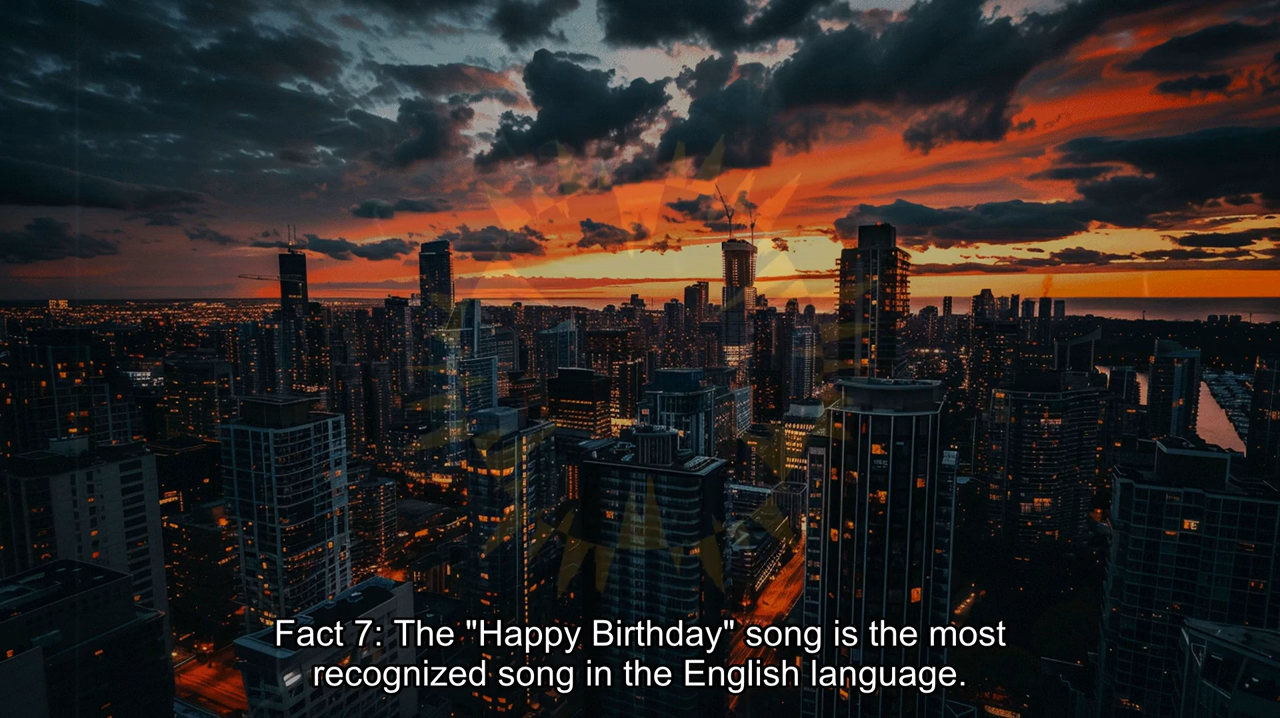 Fact 7: The "Happy Birthday" song is the most
recognized song in the English language.